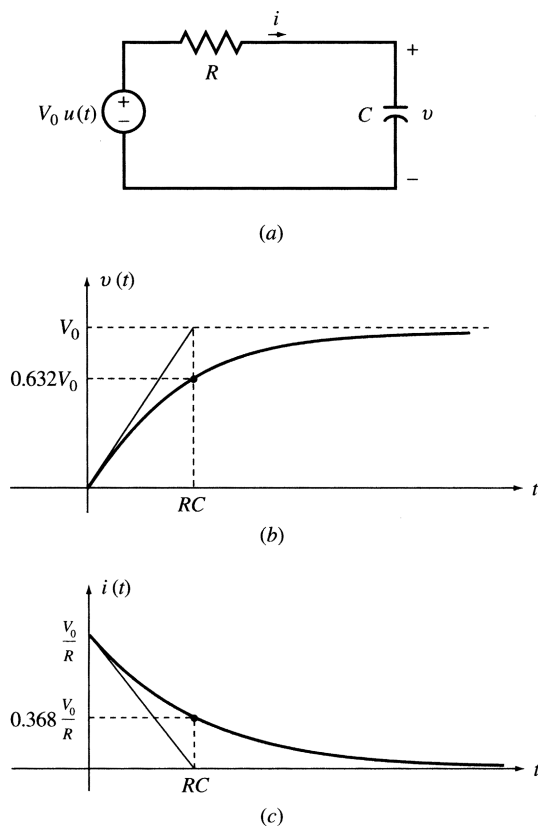 i
+
R
+
−
V₀ u(t)
C
υ
−
(a)
υ (t)
V₀
0.632V₀
RC
t
(b)
i (t)
V₀/R
0.368 V₀/R
RC
t
(c)